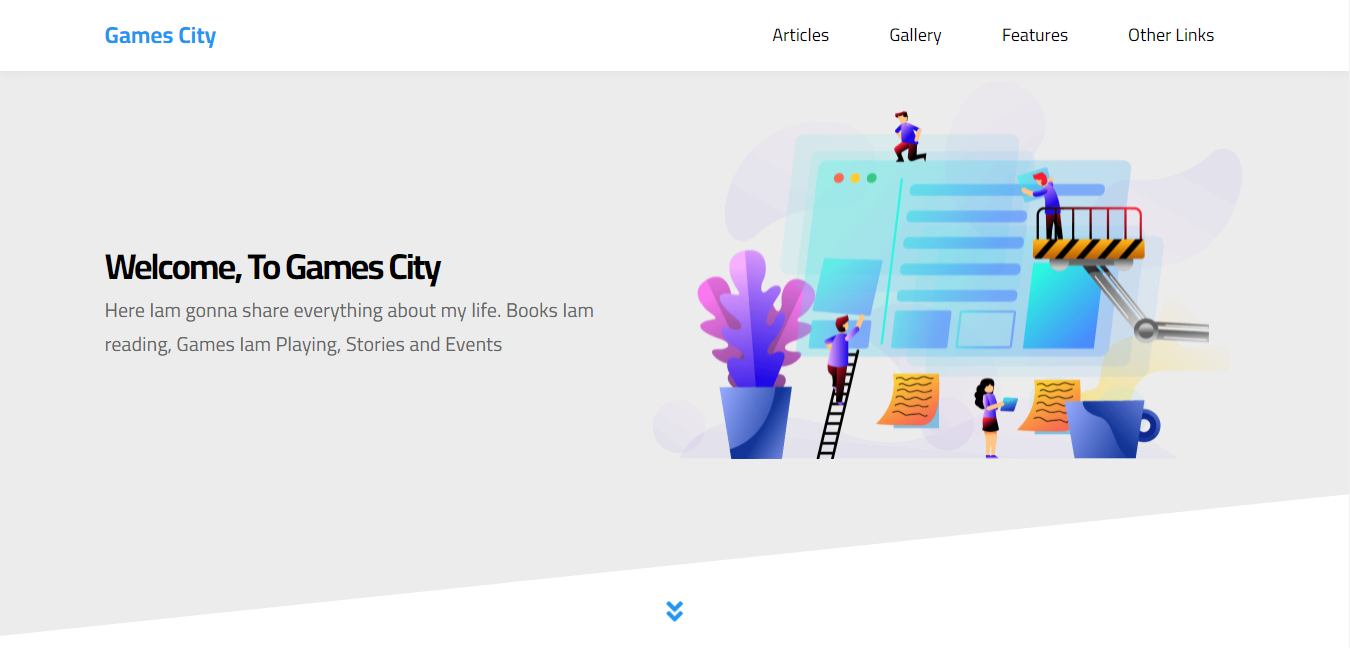 Games City
Articles
Gallery
Features
Other Links
Welcome, To Games City
Here Iam gonna share everything about my life. Books Iam
reading, Games Iam Playing, Stories and Events